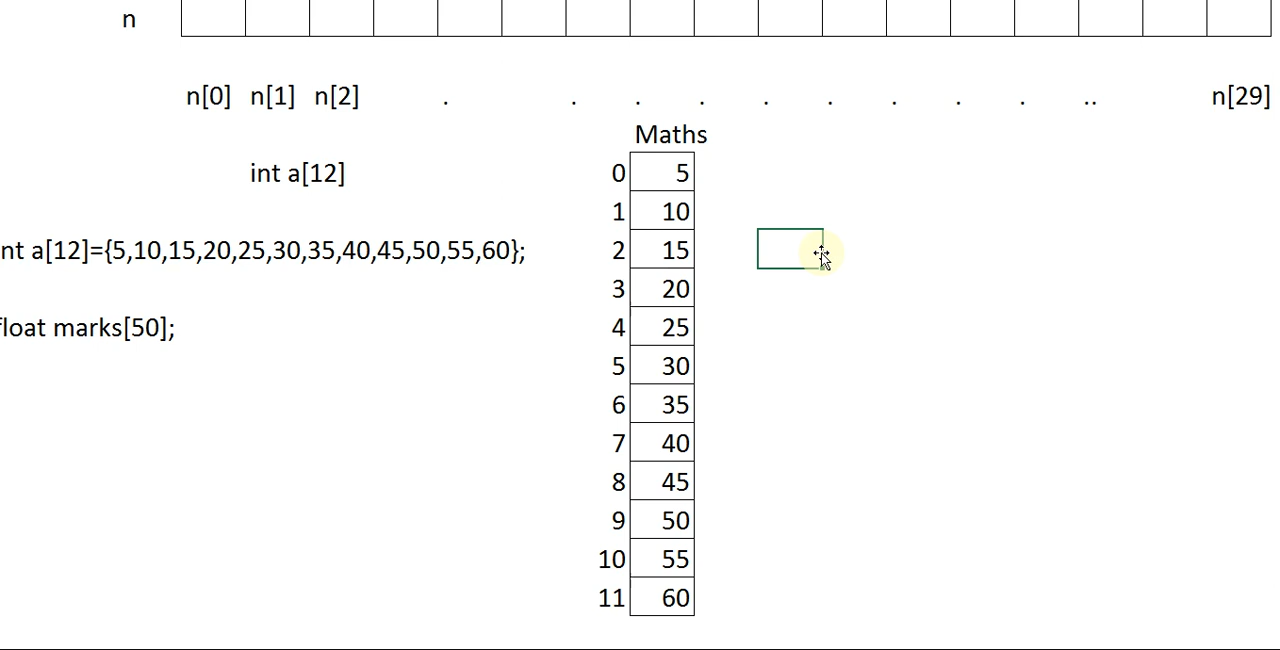 n
n[0] n[1] n[2] . . . . . . . . . .. n[29]
Maths
int a[12] 0 5
1 10
nt a[12]={5,10,15,20,25,30,35,40,45,50,55,60}; 2 15
3 20
float marks[50]; 4 25
5 30
6 35
7 40
8 45
9 50
10 55
11 60